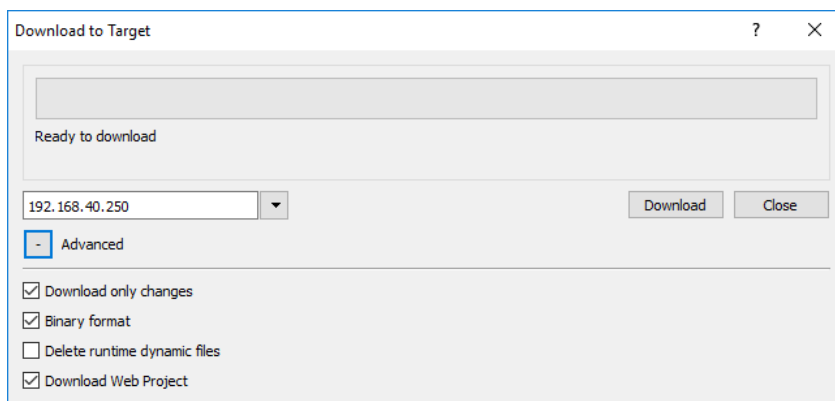 Download to Target ?
Ready to download
192.168.40.250 Download Close
- Advanced
Download only changes
Binary format
Delete runtime dynamic files
Download Web Project